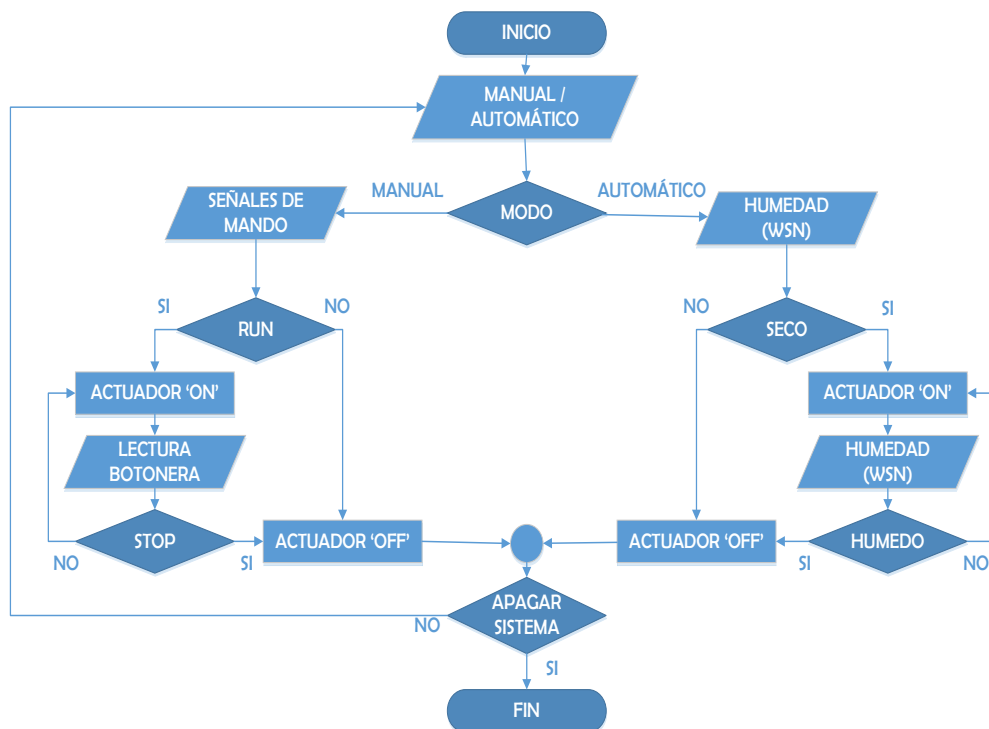 INICIO
MANUAL /
AUTOMÁTICO
MANUAL
AUTOMÁTICO
MODO
SEÑALES DE
MANDO
HUMEDAD
(WSN)
SI
NO
RUN
NO
SI
SECO
ACTUADOR ‘ON’
ACTUADOR ‘ON’
LECTURA
BOTONERA
HUMEDAD
(WSN)
STOP
NO
SI
ACTUADOR ‘OFF’
ACTUADOR ‘OFF’
SI
HUMEDO
NO
APAGAR
SISTEMA
NO
SI
FIN